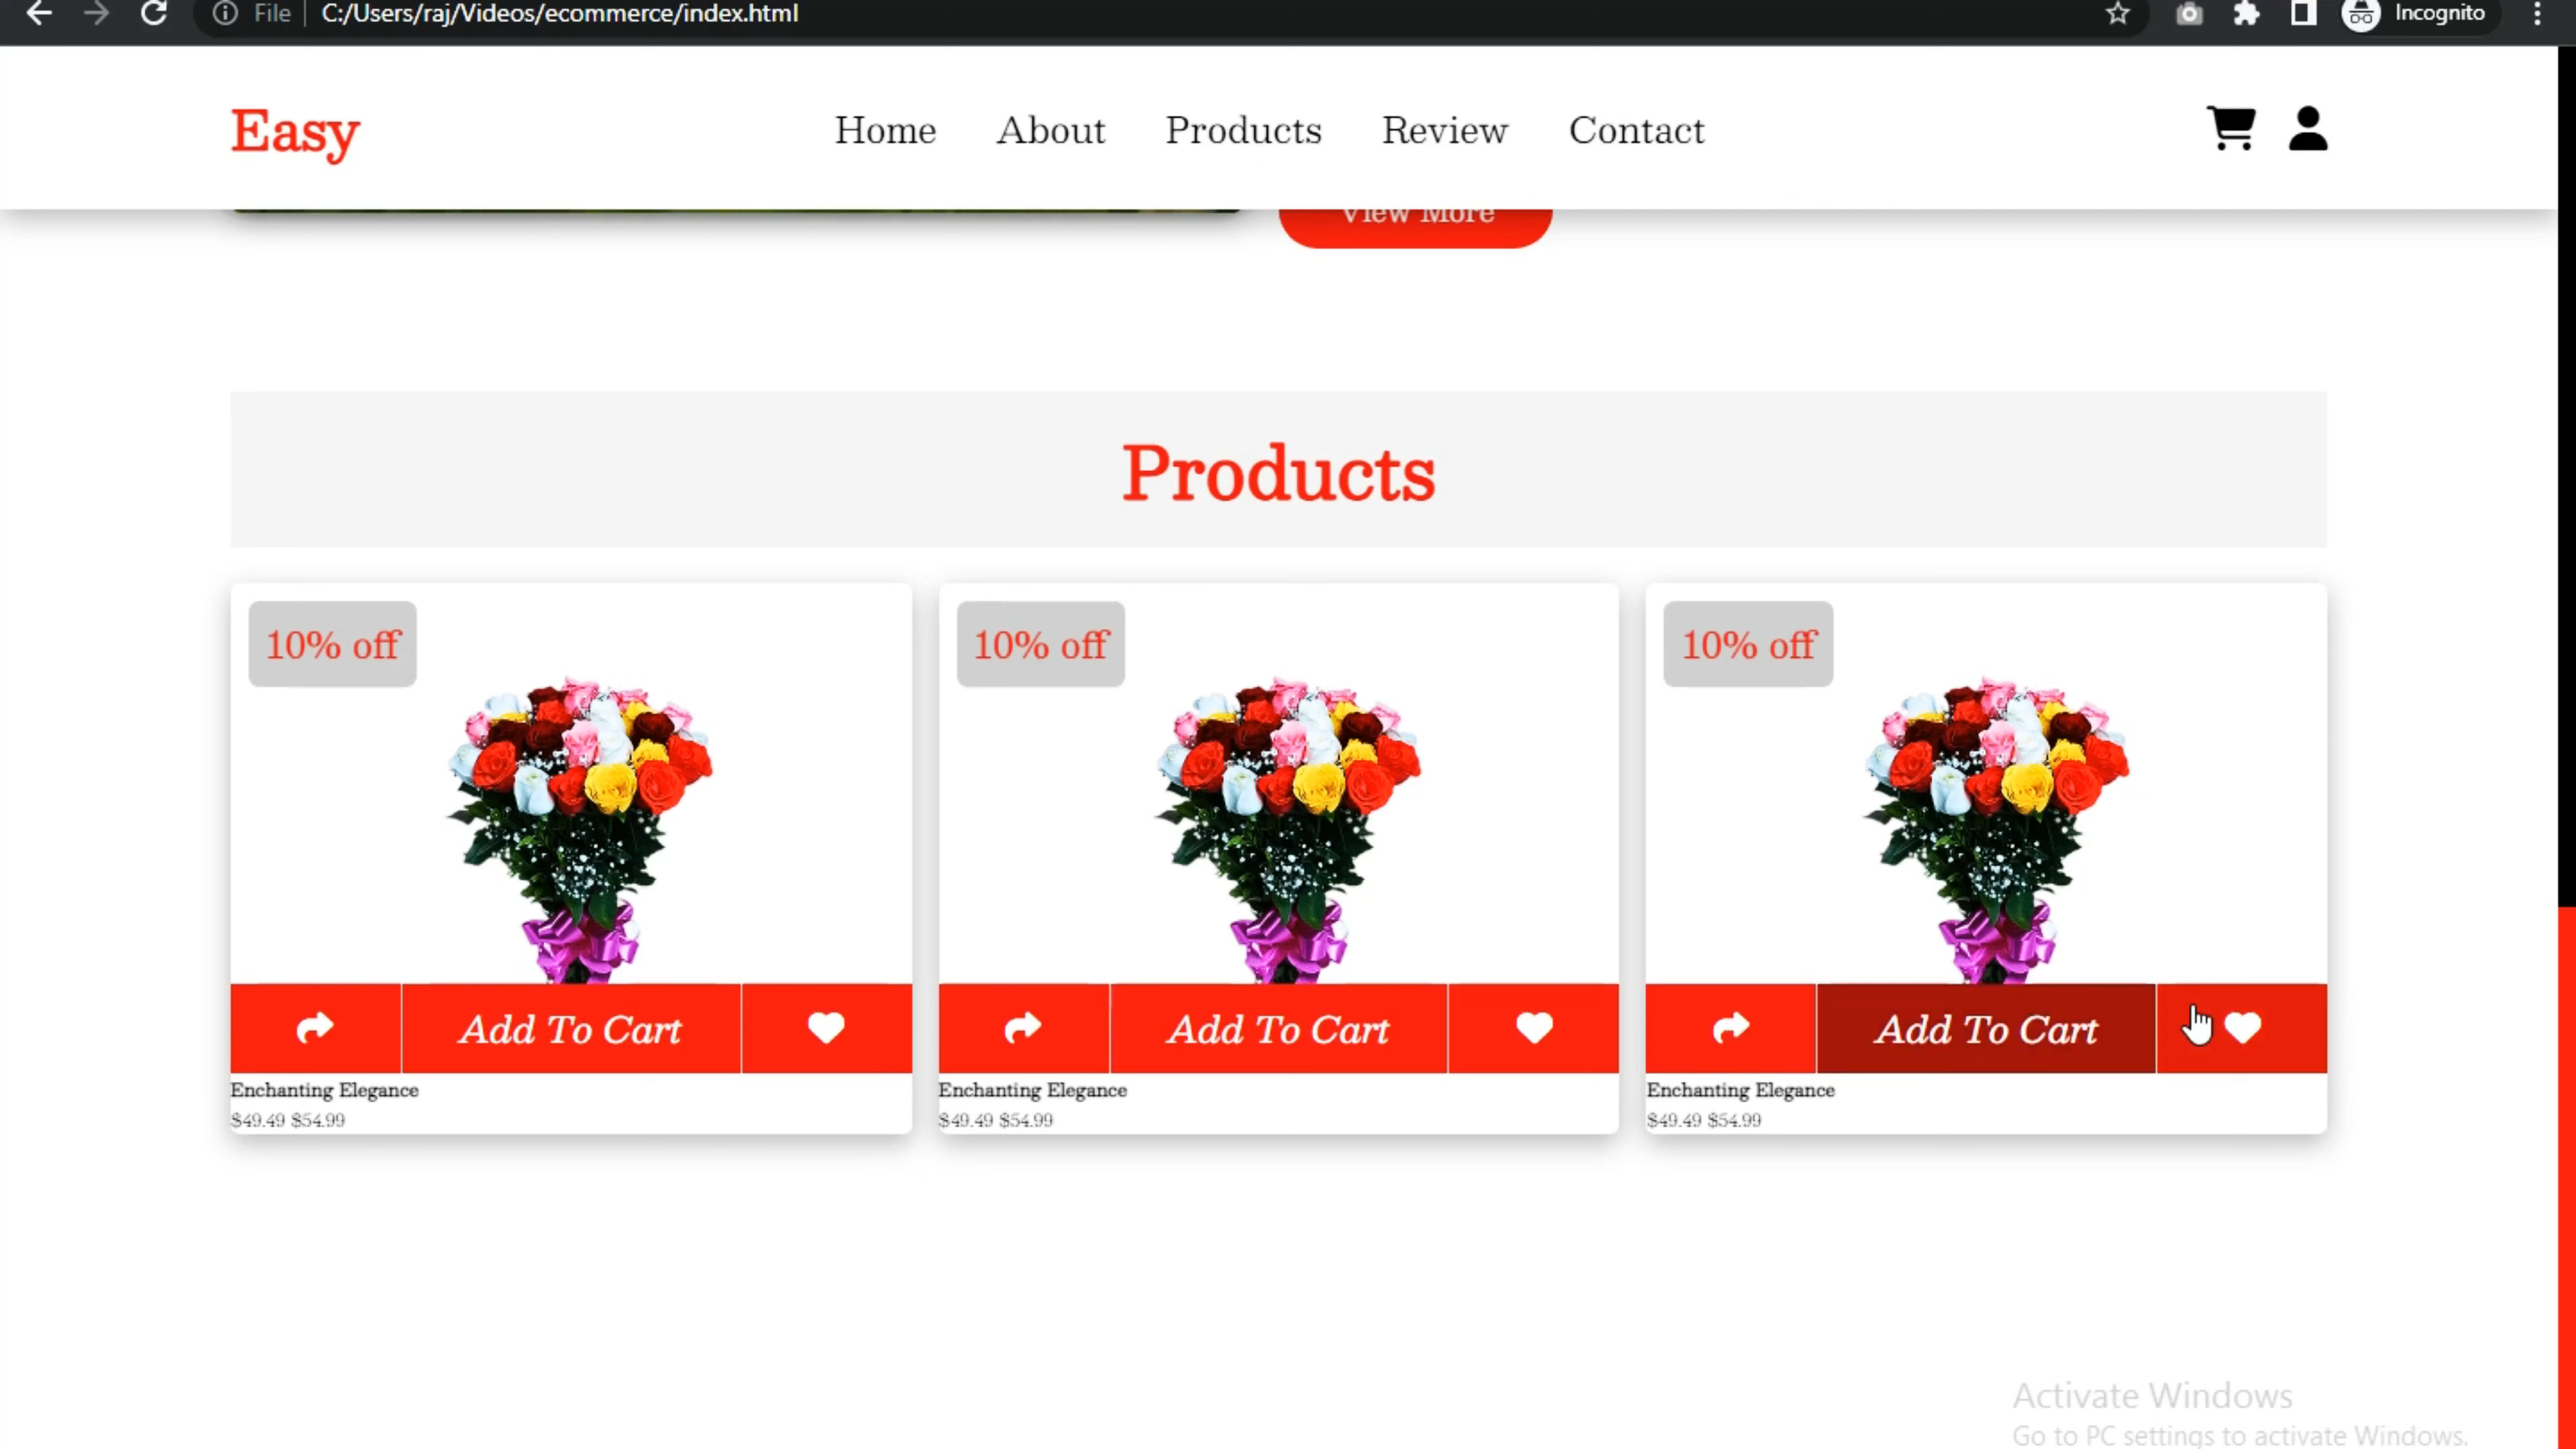 File C:/Users/raj/Videos/ecommerce/index.html Incognito
Easy Home About Products Review Contact
View More
Products
10% off 10% off 10% off
Add To Cart Add To Cart Add To Cart
Enchanting Elegance Enchanting Elegance Enchanting Elegance
$49.49 $54.99 $49.49 $54.99 $49.49 $54.99
Activate Windows
Go to PC settings to activate Windows.